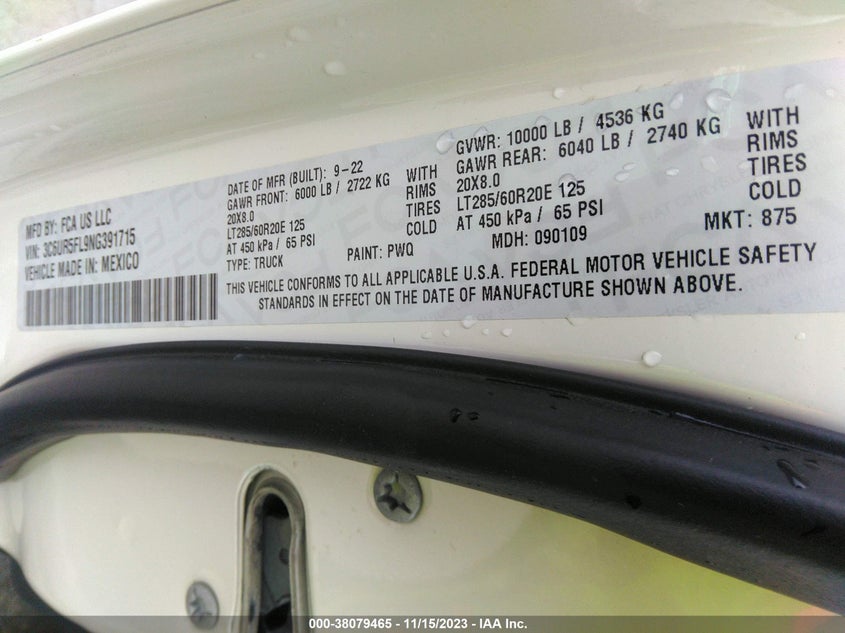 MFD BY: FCA US LLC
VIN: 3C6UR5FL9NG391715
VEHICLE MADE IN: MEXICO
DATE OF MFR (BUILT): 9-22
GAWR FRONT: 6000 LB / 2722 KG
20X8.0
LT285/60R20E 125
AT 450 kPa / 65 PSI
TYPE: TRUCK
WITH
RIMS
TIRES
COLD
PAINT: PWQ
GVWR: 10000 LB / 4536 KG
GAWR REAR: 6040 LB / 2740 KG
20X8.0
LT285/60R20E 125
AT 450 kPa / 65 PSI
MDH: 090109
WITH
RIMS
TIRES
COLD
MKT: 875
THIS VEHICLE CONFORMS TO ALL APPLICABLE U.S.A. FEDERAL MOTOR VEHICLE SAFETY
STANDARDS IN EFFECT ON THE DATE OF MANUFACTURE SHOWN ABOVE.
000-38079465 - 11/15/2023 - IAA Inc.